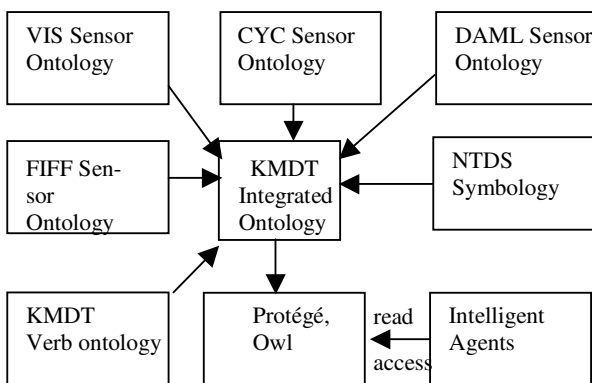 VIS Sensor
Ontology
CYC Sensor
Ontology
DAML Sensor
Ontology
FIFF Sen-
sor
Ontology
KMDT
Integrated
Ontology
NTDS
Symbology
KMDT
Verb ontology
Protégé,
Owl
read
access
Intelligent
Agents